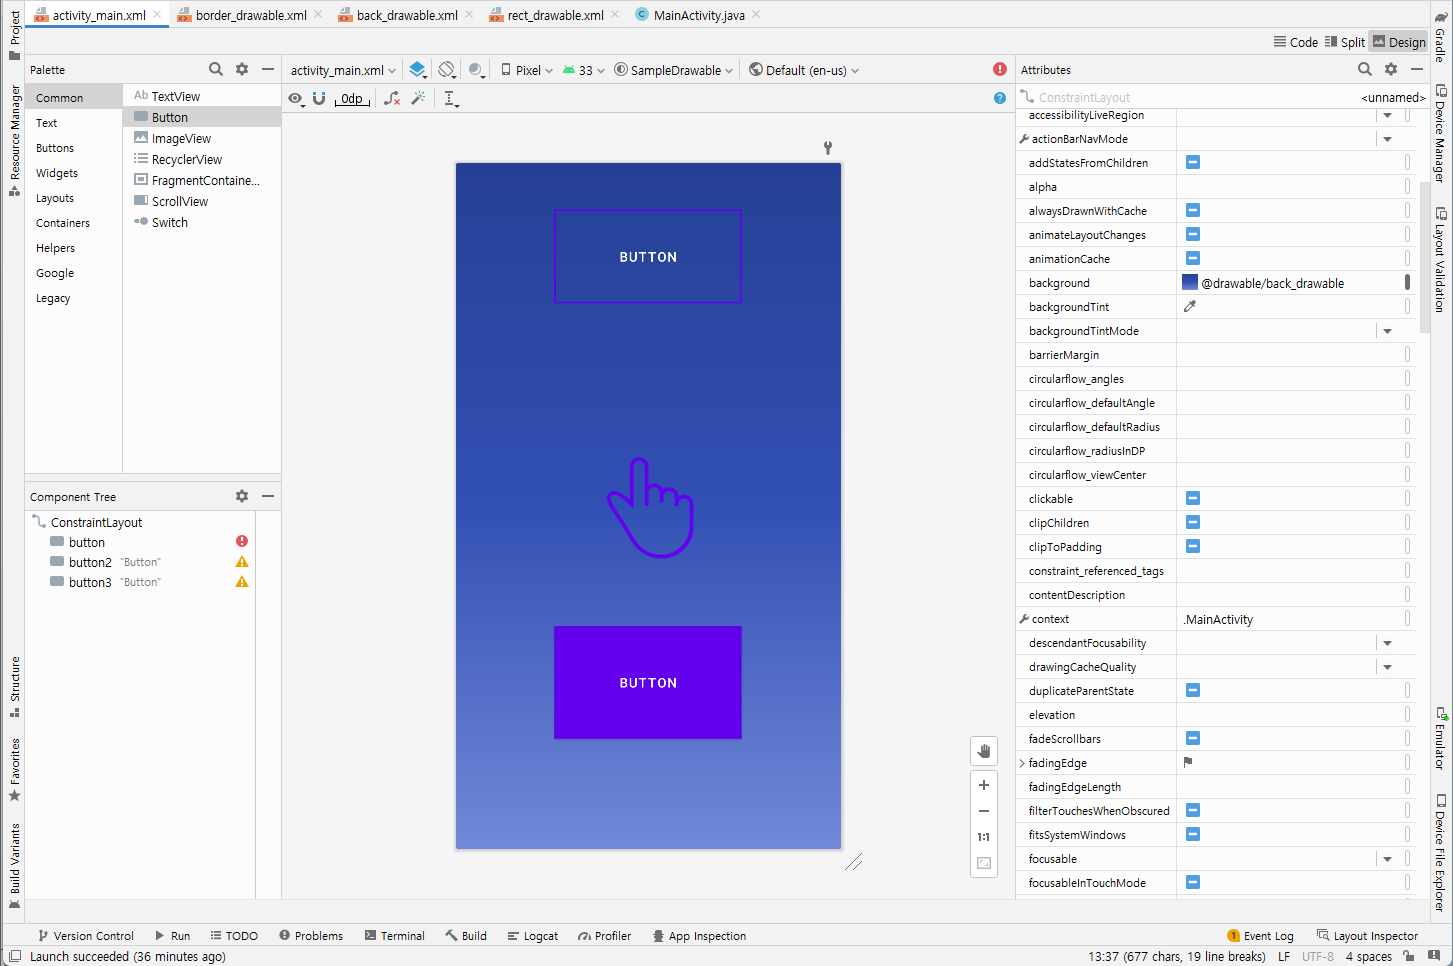 activity_main.xml
border_drawable.xml
back_drawable.xml
rect_drawable.xml
MainActivity.java
Code
Split
Design
Project
Resource Manager
Structure
Favorites
Build Variants
Palette
Common
Text
Buttons
Widgets
Layouts
Containers
Helpers
Google
Legacy
Ab TextView
Button
ImageView
RecyclerView
FragmentContaine...
ScrollView
Switch
Component Tree
ConstraintLayout
button
button2 "Button"
button3 "Button"
activity_main.xml
Pixel
33
SampleDrawable
Default (en-us)
0dp
BUTTON
BUTTON
1:1
Attributes
ConstraintLayout <unnamed>
accessibilityLiveRegion
actionBarNavMode
addStatesFromChildren
alpha
alwaysDrawnWithCache
animateLayoutChanges
animationCache
background @drawable/back_drawable
backgroundTint
backgroundTintMode
barrierMargin
circularflow_angles
circularflow_defaultAngle
circularflow_defaultRadius
circularflow_radiusInDP
circularflow_viewCenter
clickable
clipChildren
clipToPadding
constraint_referenced_tags
contentDescription
context .MainActivity
descendantFocusability
drawingCacheQuality
duplicateParentState
elevation
fadeScrollbars
fadingEdge
fadingEdgeLength
filterTouchesWhenObscured
fitsSystemWindows
focusable
focusableInTouchMode
Gradle
Device Manager
Layout Validation
Emulator
Device File Explorer
Version Control
Run
TODO
Problems
Terminal
Build
Logcat
Profiler
App Inspection
1 Event Log
Layout Inspector
Launch succeeded (36 minutes ago)
13:37 (677 chars, 19 line breaks) LF UTF-8 4 spaces